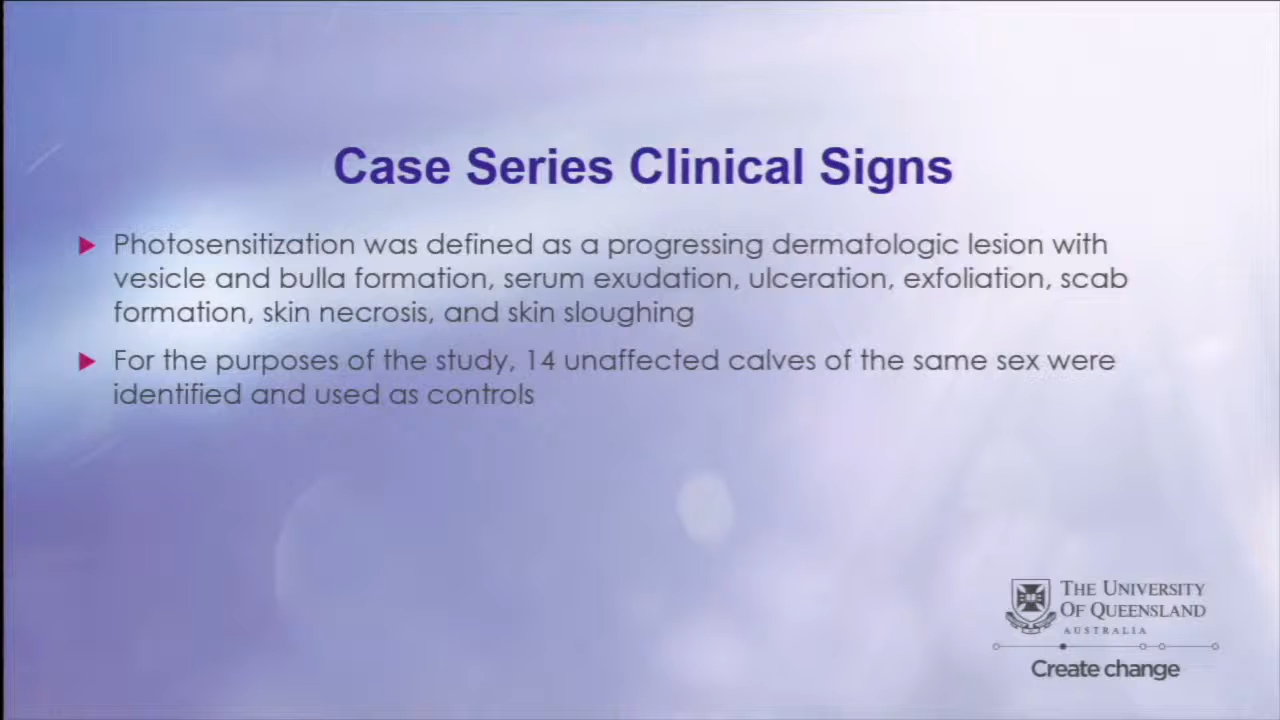 Case Series Clinical Signs
Photosensitization was defined as a progressing dermatologic lesion with
vesicle and bulla formation, serum exudation, ulceration, exfoliation, scab
formation, skin necrosis, and skin sloughing
For the purposes of the study, 14 unaffected calves of the same sex were
identified and used as controls
THE UNIVERSITY
OF QUEENSLAND
AUSTRALIA
Create change